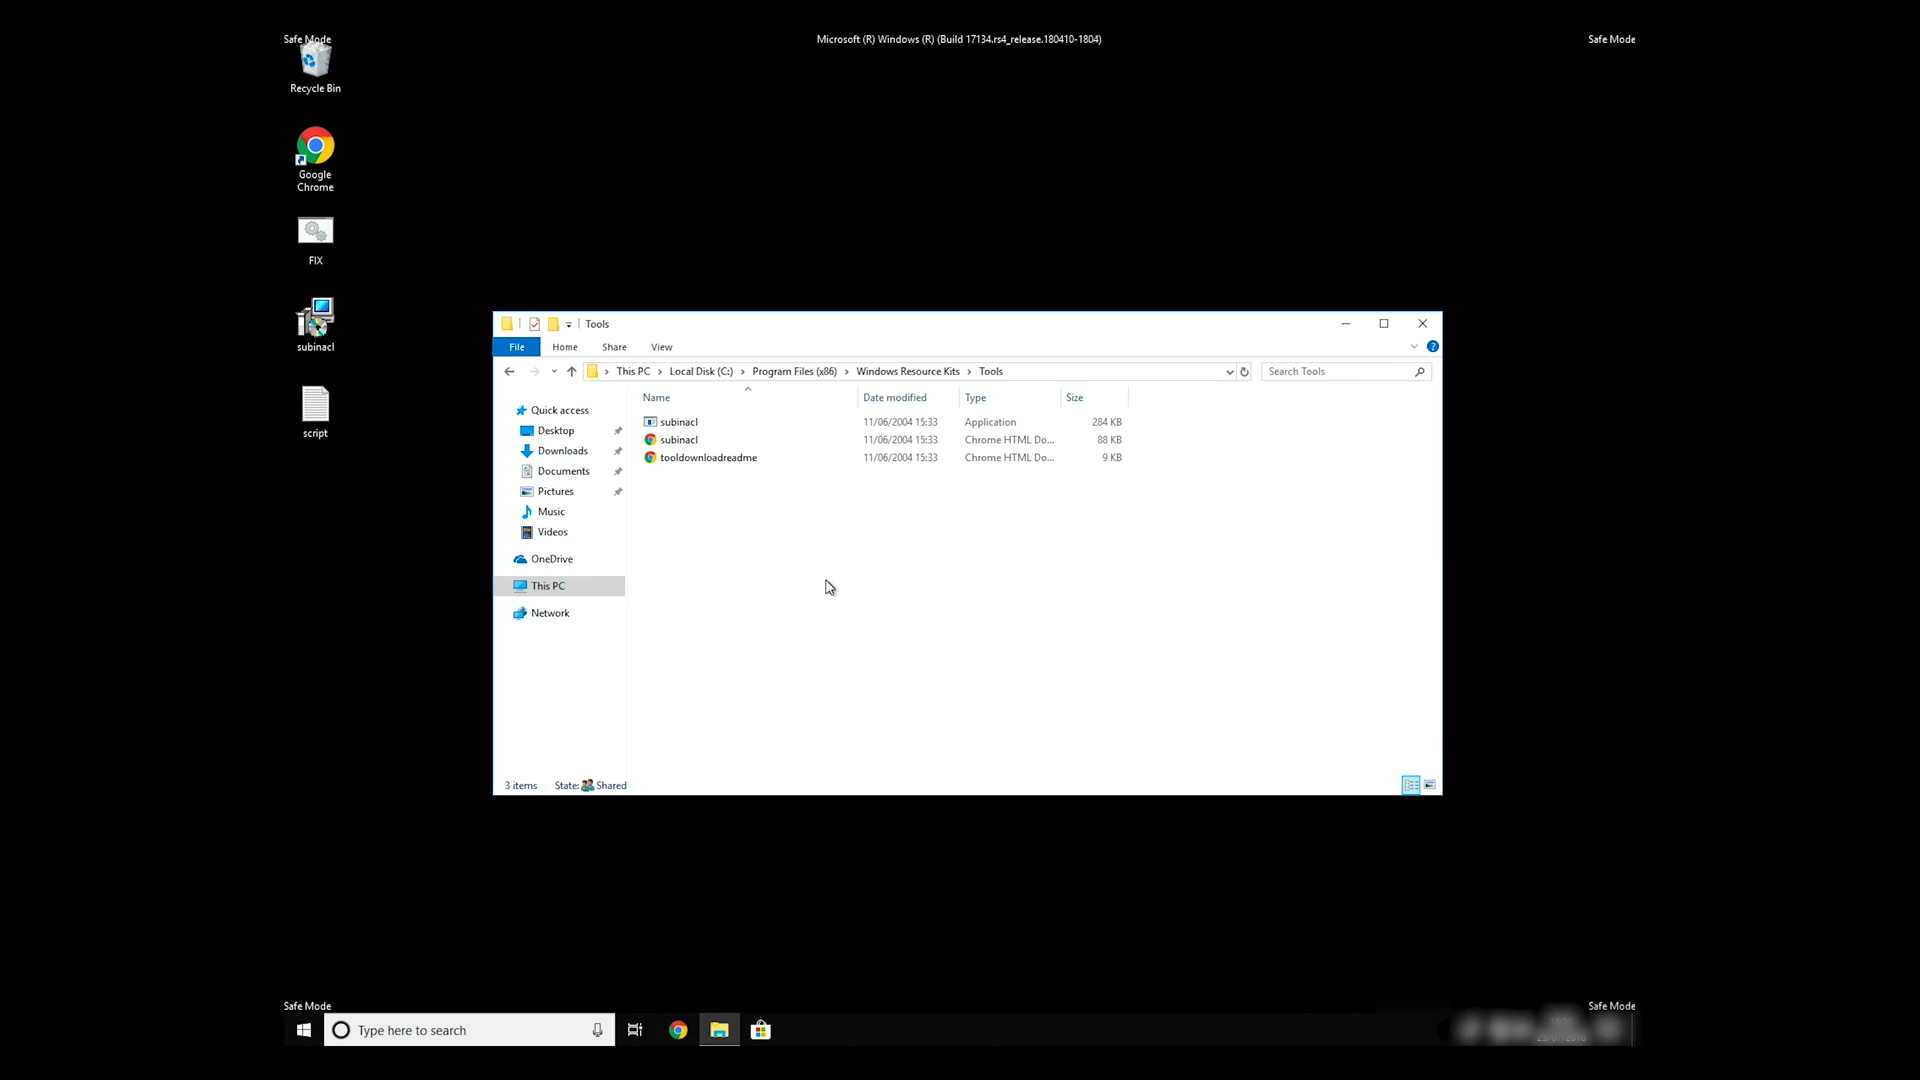 Safe Mode
Microsoft (R) Windows (R) (Build 17134.rs4_release.180410-1804)
Safe Mode
Recycle Bin
Google
Chrome
FIX
subinacl
script
Tools
File Home Share View
This PC Local Disk (C:) Program Files (x86) Windows Resource Kits Tools
Search Tools
Name Date modified Type Size
subinacl 11/06/2004 15:33 Application 284 KB
subinacl 11/06/2004 15:33 Chrome HTML Do... 88 KB
tooldownloadreadme 11/06/2004 15:33 Chrome HTML Do... 9 KB
Quick access
Desktop
Downloads
Documents
Pictures
Music
Videos
OneDrive
This PC
Network
3 items State: Shared
Safe Mode
Safe Mode
Type here to search